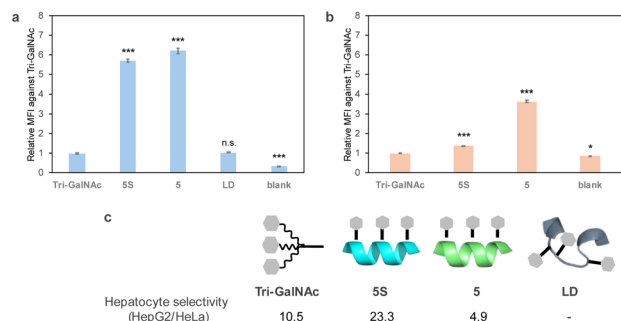 a
Relative MFI against Tri-GalNAc
8
7
6
5
4
3
2
1
0
***
***
n.s.
***
Tri-GalNAc 5S 5 LD blank
b
Relative MFI against Tri-GalNAc
8
7
6
5
4
3
2
1
0
***
***
*
Tri-GalNAc 5S 5 blank
c
Tri-GalNAc 5S 5 LD
Hepatocyte selectivity
(HepG2/HeLa) 10.5 23.3 4.9 -